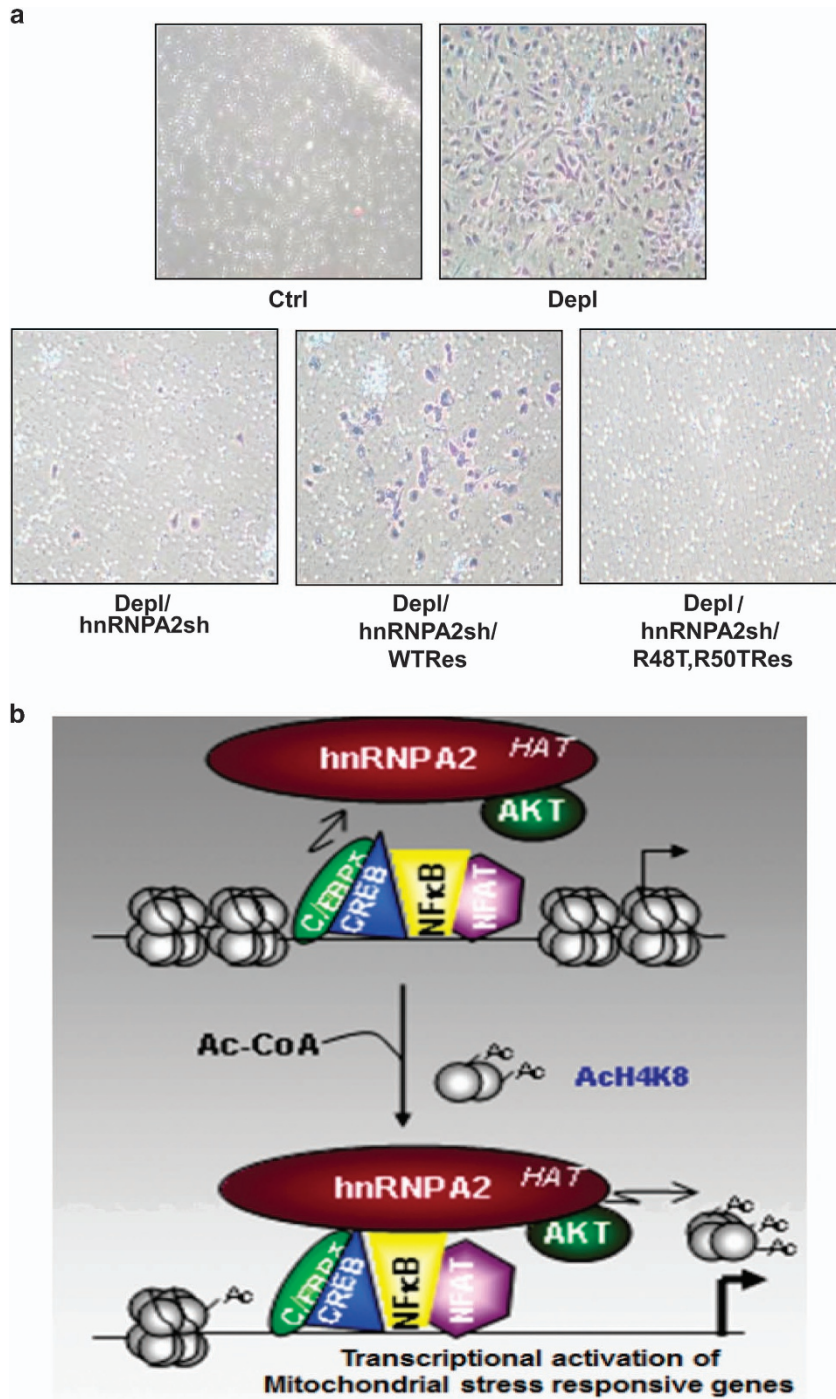 a
Ctrl
Depl
Depl/
hnRNPA2sh
Depl/
hnRNPA2sh/
WTRes
Depl/
hnRNPA2sh/
R48T,R50TRes
b
hnRNPA2 HAT
AKT
CREB
NFκB
NFAT
Ac-CoA
Ac
Ac
AcH4K8
hnRNPA2 HAT
AKT
Ac
Ac
Ac
Ac
CREB
NFκB
NFAT
Transcriptional activation of
Mitochondrial stress responsive genes